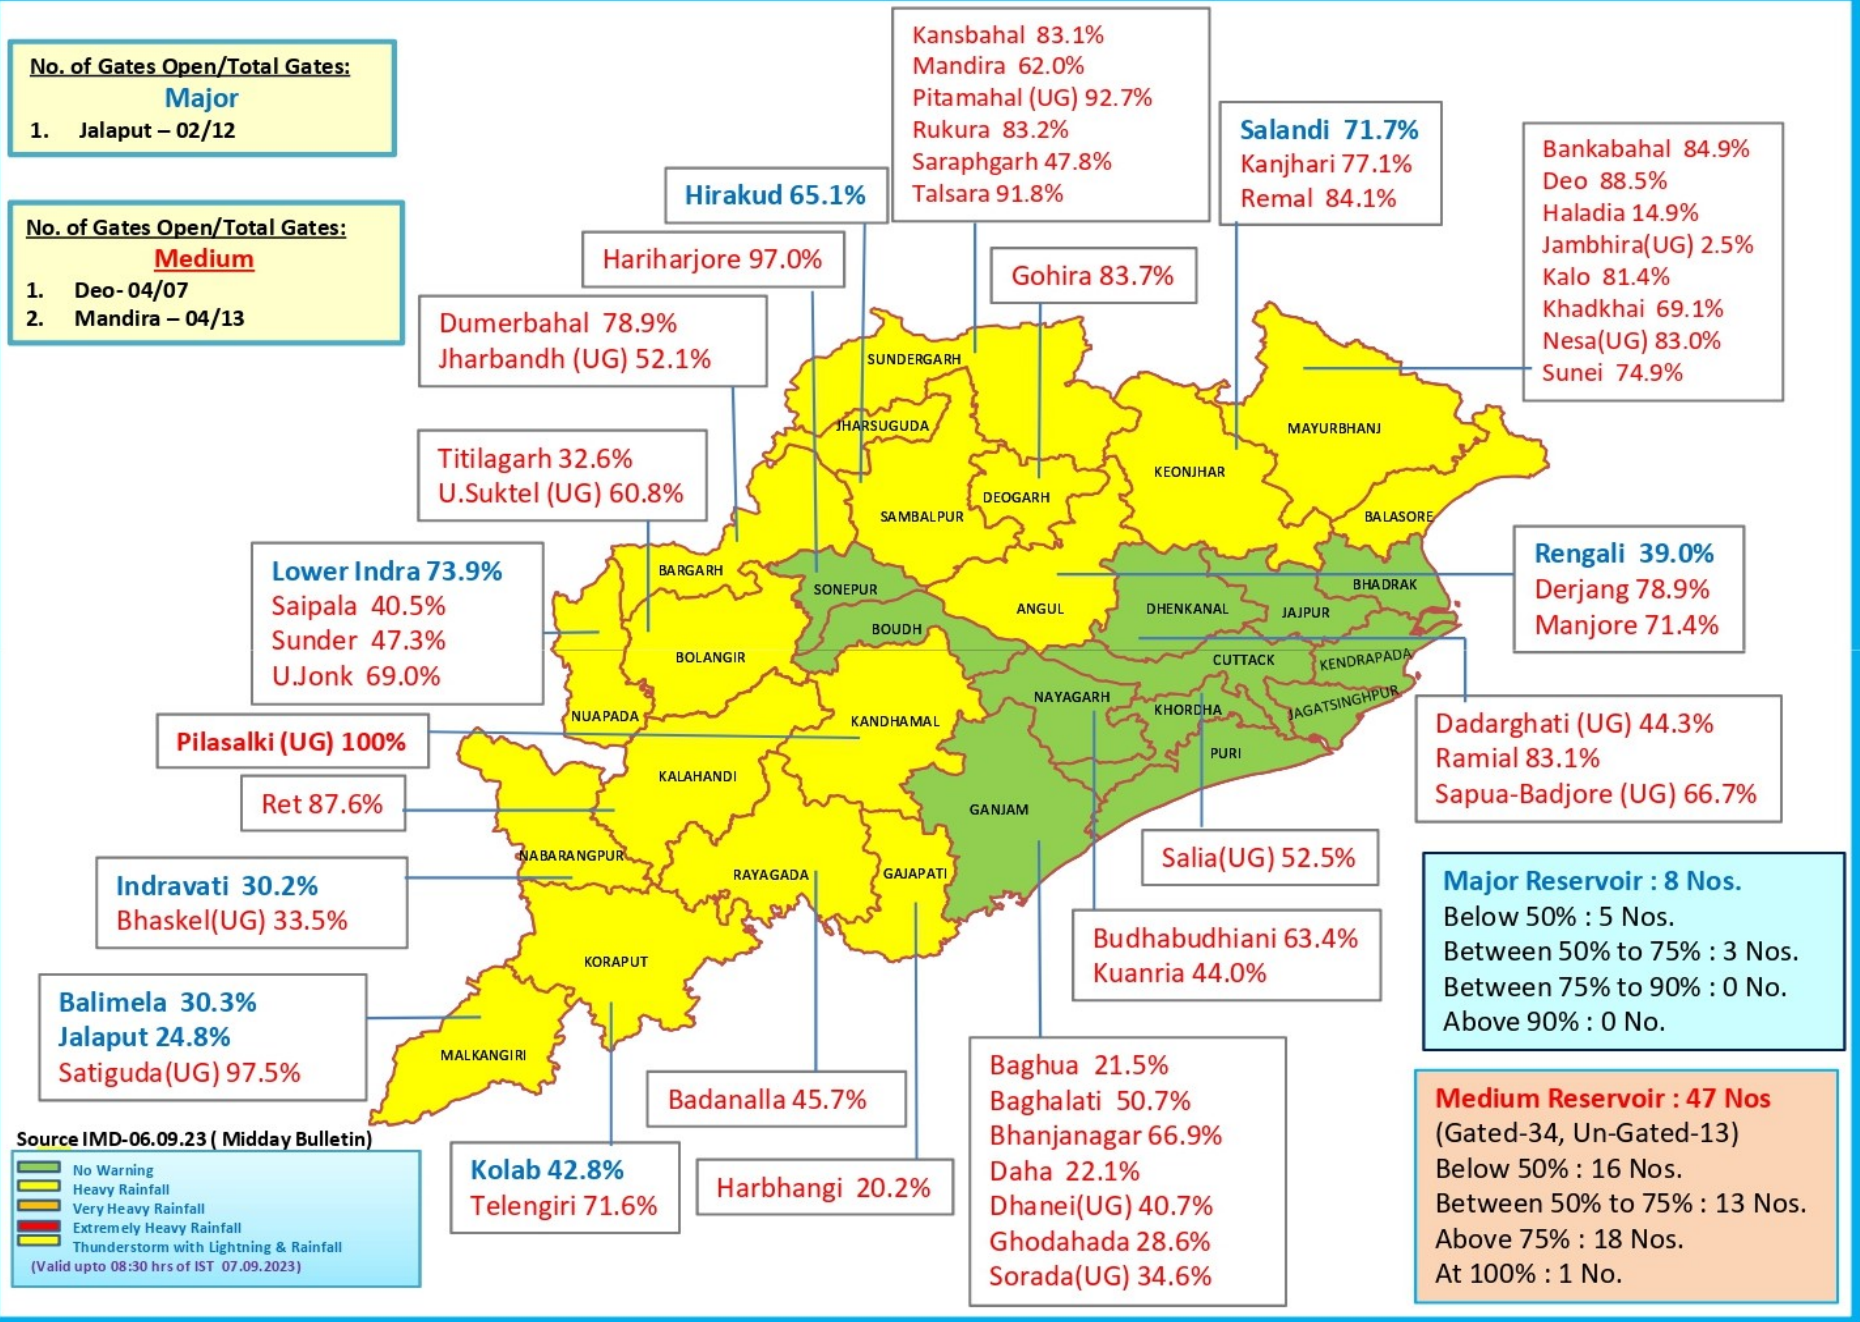 No. of Gates Open/Total Gates:
Major
1. Jalaput – 02/12
No. of Gates Open/Total Gates:
Medium
1. Deo- 04/07
2. Mandira – 04/13
Kansbahal 83.1%
Mandira 62.0%
Pitamahal (UG) 92.7%
Rukura 83.2%
Saraphgarh 47.8%
Talsara 91.8%
Salandi 71.7%
Kanjhari 77.1%
Remal 84.1%
Bankabahal 84.9%
Deo 88.5%
Haladia 14.9%
Jambhira(UG) 2.5%
Kalo 81.4%
Khadkhai 69.1%
Nesa(UG) 83.0%
Sunei 74.9%
Hirakud 65.1%
Hariharjore 97.0%
Gohira 83.7%
Dumerbahal 78.9%
Jharbandh (UG) 52.1%
Titilagarh 32.6%
U.Suktel (UG) 60.8%
Lower Indra 73.9%
Saipala 40.5%
Sunder 47.3%
U.Jonk 69.0%
Pilasalki (UG) 100%
Ret 87.6%
Indravati 30.2%
Bhaskel(UG) 33.5%
Balimela 30.3%
Jalaput 24.8%
Satiguda(UG) 97.5%
SUNDERGARH
JHARSUGUDA
MAYURBHANJ
KEONJHAR
DEOGARH
SAMBALPUR
BALASORE
BARGARH
SONEPUR
BHADRAK
ANGUL
DHENKANAL
JAJPUR
BOUDH
BOLANGIR
CUTTACK
KENDRAPADA
NAYAGARH
KHORDHA
JAGATSINGHPUR
NUAPADA
KANDHAMAL
PURI
KALAHANDI
GANJAM
NABARANGPUR
RAYAGADA
GAJAPATI
KORAPUT
MALKANGIRI
Rengali 39.0%
Derjang 78.9%
Manjore 71.4%
Dadarghati (UG) 44.3%
Ramial 83.1%
Sapua-Badjore (UG) 66.7%
Salia(UG) 52.5%
Budhabudhiani 63.4%
Kuanria 44.0%
Badanalla 45.7%
Kolab 42.8%
Telengiri 71.6%
Harbhangi 20.2%
Baghua 21.5%
Baghalati 50.7%
Bhanjanagar 66.9%
Daha 22.1%
Dhanei(UG) 40.7%
Ghodahada 28.6%
Sorada(UG) 34.6%
Major Reservoir : 8 Nos.
Below 50% : 5 Nos.
Between 50% to 75% : 3 Nos.
Between 75% to 90% : 0 No.
Above 90% : 0 No.
Medium Reservoir : 47 Nos
(Gated-34, Un-Gated-13)
Below 50% : 16 Nos.
Between 50% to 75% : 13 Nos.
Above 75% : 18 Nos.
At 100% : 1 No.
Source IMD-06.09.23 ( Midday Bulletin)
No Warning
Heavy Rainfall
Very Heavy Rainfall
Extremely Heavy Rainfall
Thunderstorm with Lightning & Rainfall
(Valid upto 08:30 hrs of IST 07.09.2023)